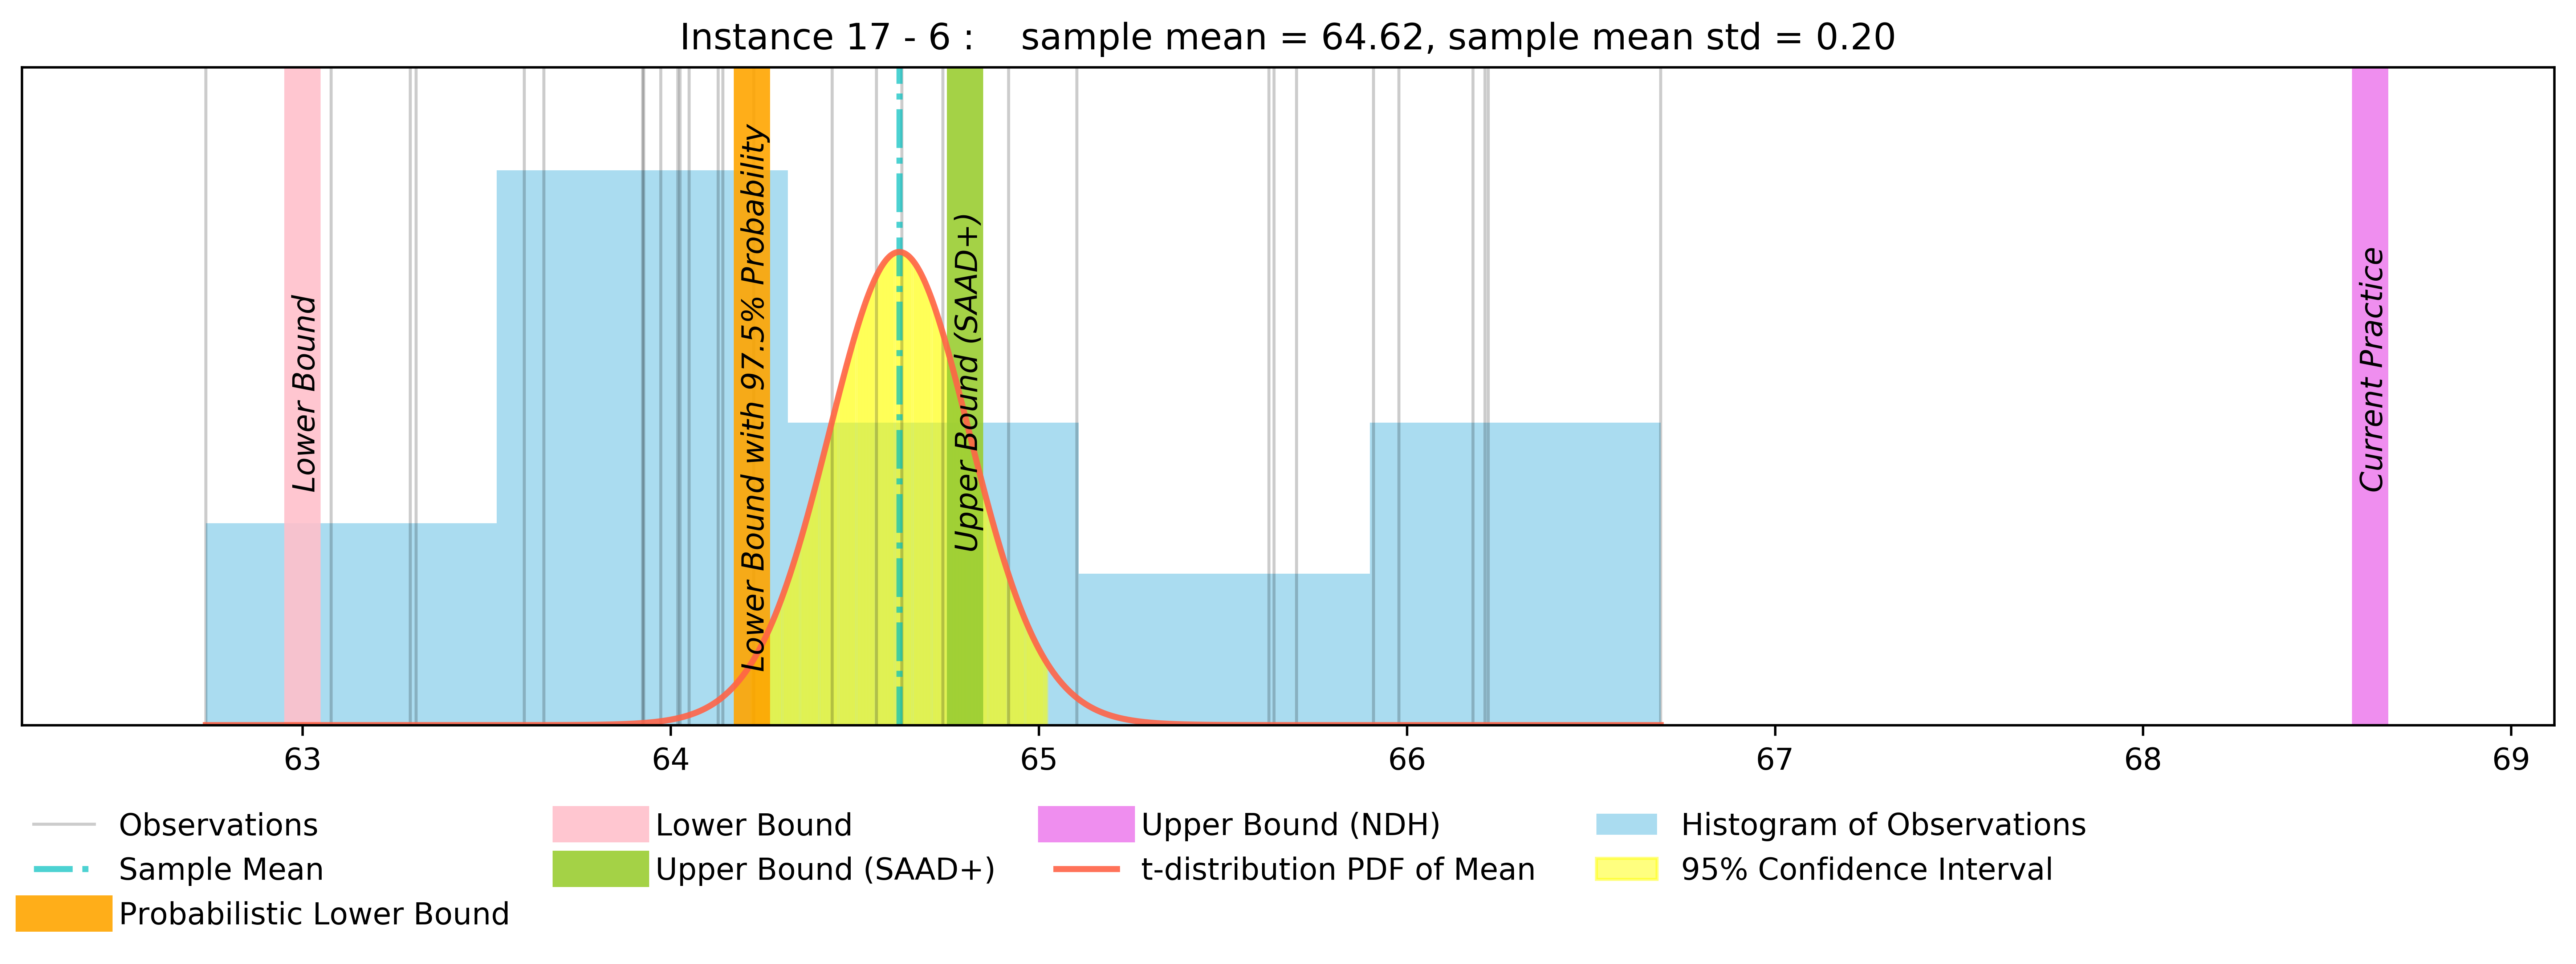 Instance 17 - 6 :    sample mean = 64.62, sample mean std = 0.20
Lower Bound
Lower Bound with 97.5% Probability
Upper Bound (SAAD+)
Current Practice
63 64 65 66 67 68 69
Observations
Sample Mean
Probabilistic Lower Bound
Lower Bound
Upper Bound (SAAD+)
Upper Bound (NDH)
t-distribution PDF of Mean
Histogram of Observations
95% Confidence Interval